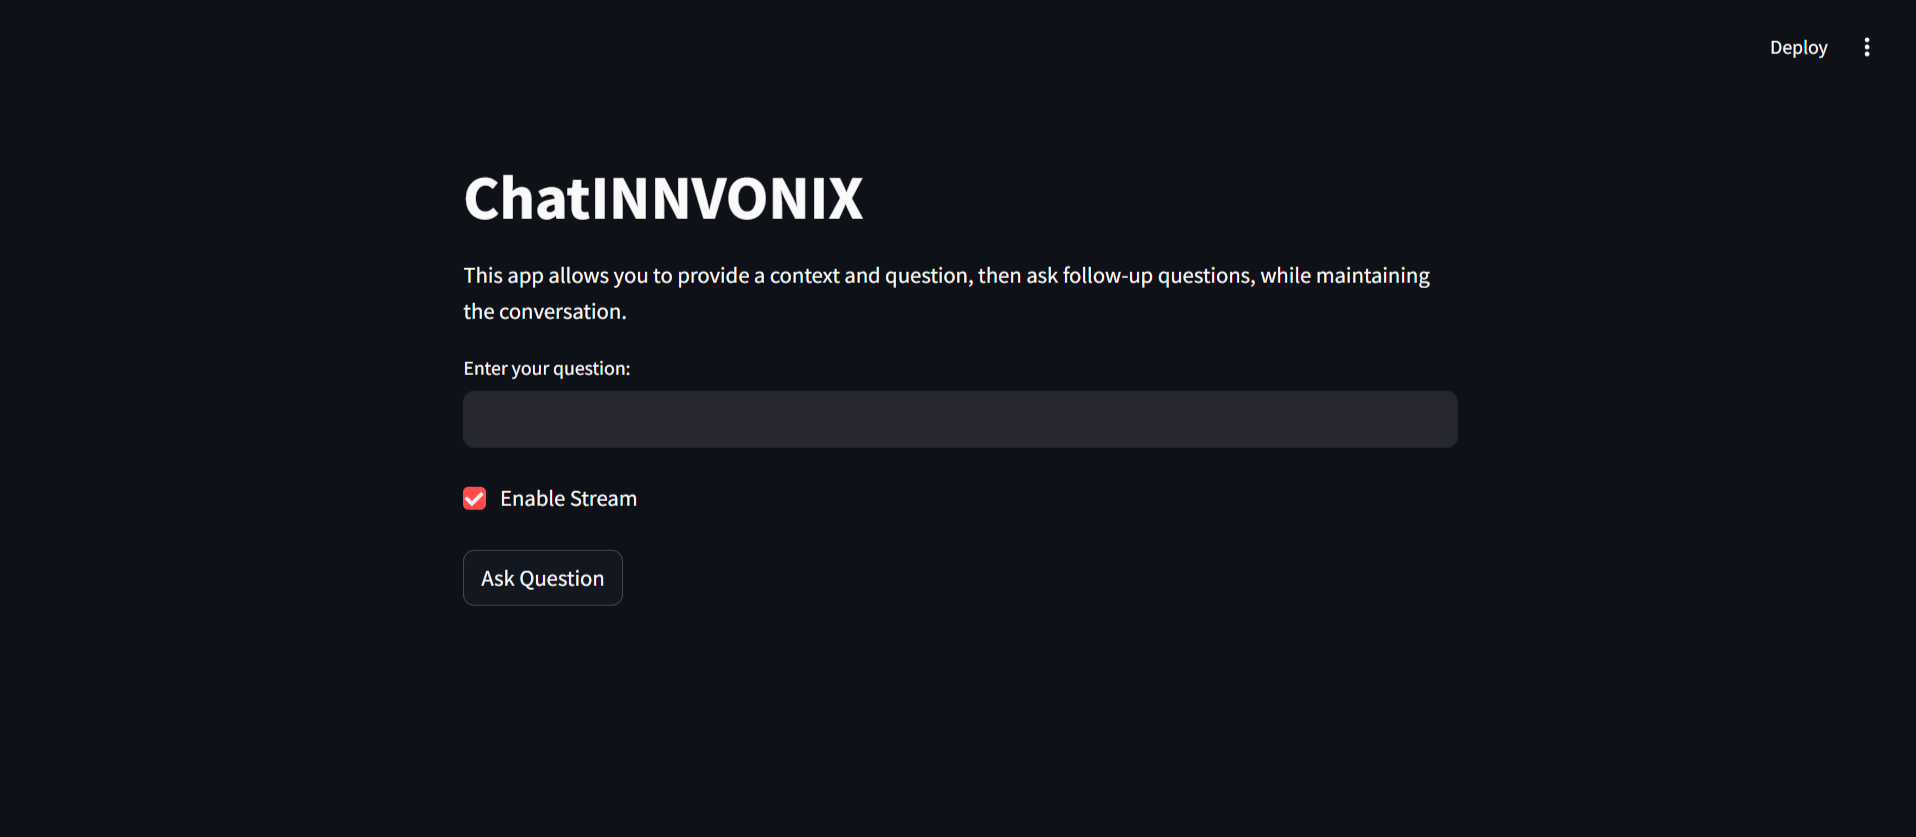 Deploy
ChatINNVONIX
This app allows you to provide a context and question, then ask follow-up questions, while maintaining
the conversation.
Enter your question:
Enable Stream
Ask Question